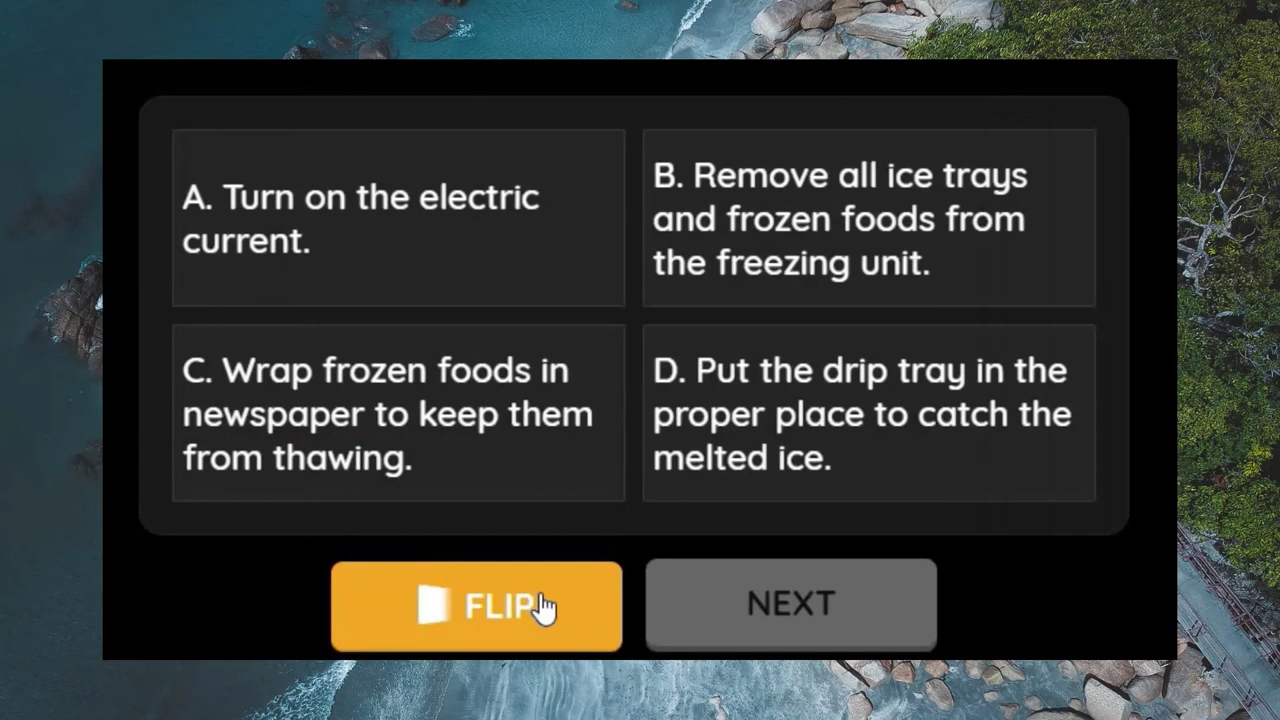 A. Turn on the electric
current.
B. Remove all ice trays
and frozen foods from
the freezing unit.
C. Wrap frozen foods in
newspaper to keep them
from thawing.
D. Put the drip tray in the
proper place to catch the
melted ice.
FLIP
NEXT